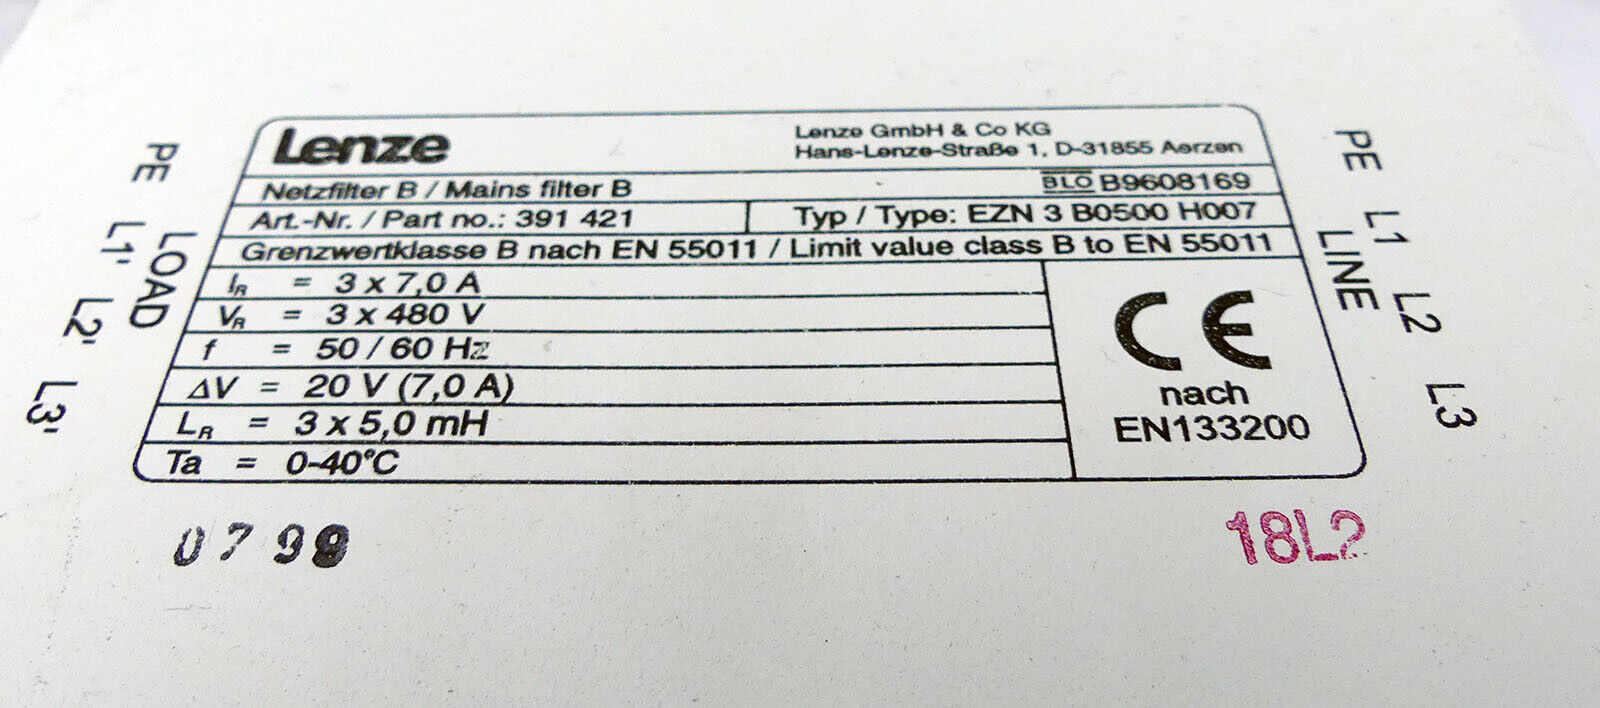 Lenze
Lenze GmbH & Co KG
Hans-Lenze-Straße 1, D-31855 Aerzen
Netzfilter B / Mains filter B
BLO B9608169
Art.-Nr. / Part no.: 391 421
Typ / Type: EZN 3 B0500 H007
Grenzwertklasse B nach EN 55011 / Limit value class B to EN 55011
IR = 3 x 7,0 A
VR = 3 x 480 V
f = 50 / 60 Hz
ΔV = 20 V (7,0 A)
LR = 3 x 5,0 mH
Ta = 0-40°C
CE
nach
EN133200
PE
LOAD
L1'
L2'
L3'
PE
LINE
L1
L2
L3
0799
18L2